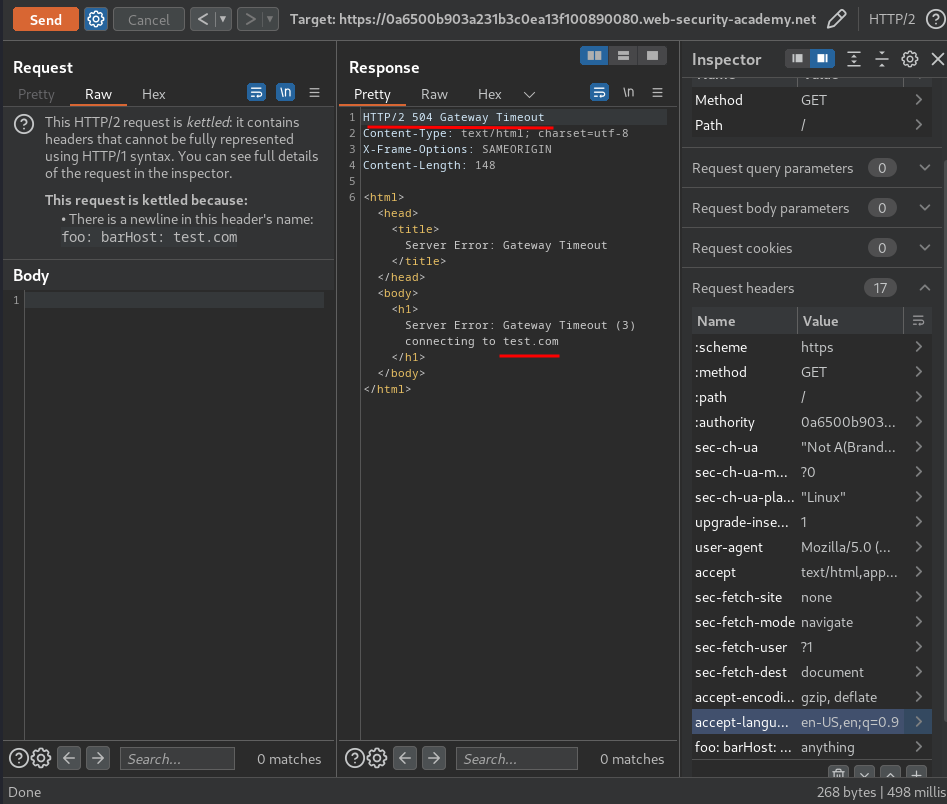 Send Cancel < > Target: https://0a6500b903a231b3c0ea13f100890080.web-security-academy.net HTTP/2 ?
Request
Pretty Raw Hex \n
? This HTTP/2 request is kettled: it contains
headers that cannot be fully represented
using HTTP/1 syntax. You can see full details
of the request in the inspector.
This request is kettled because:
• There is a newline in this header's name:
foo: barHost: test.com
Body
1
Search... 0 matches
Response
Pretty Raw Hex \n
1 HTTP/2 504 Gateway Timeout
2 Content-Type: text/html; charset=utf-8
3 X-Frame-Options: SAMEORIGIN
4 Content-Length: 148
5
6 <html>
<head>
<title>
Server Error: Gateway Timeout
</title>
</head>
<body>
<h1>
Server Error: Gateway Timeout (3)
connecting to test.com
</h1>
</body>
</html>
Search... 0 matches
Inspector
Name Value
Method GET
Path /
Request query parameters 0
Request body parameters 0
Request cookies 0
Request headers 17
Name Value
:scheme https
:method GET
:path /
:authority 0a6500b903...
sec-ch-ua "Not A(Brand...
sec-ch-ua-m... ?0
sec-ch-ua-pla... "Linux"
upgrade-inse... 1
user-agent Mozilla/5.0 (...
accept text/html,app...
sec-fetch-site none
sec-fetch-mode navigate
sec-fetch-user ?1
sec-fetch-dest document
accept-encodi... gzip, deflate
accept-langu... en-US,en;q=0.9
foo: barHost: ... anything
Done 268 bytes | 498 millis